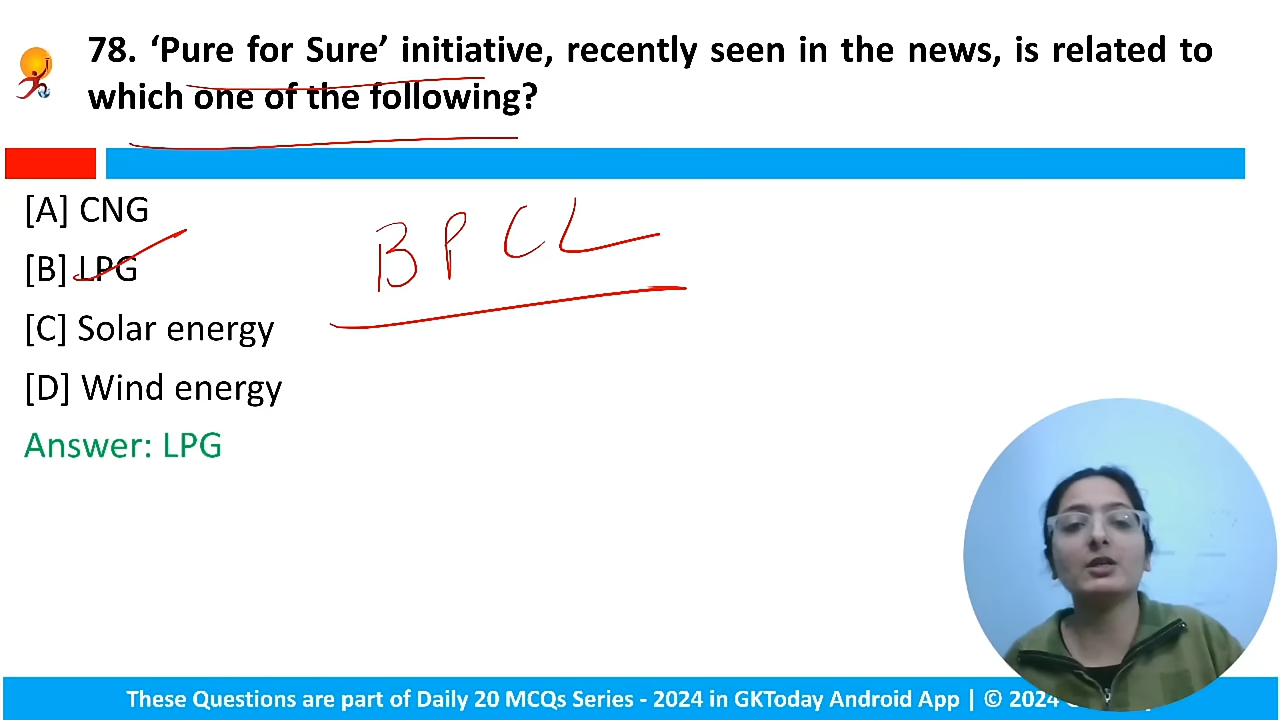 78. ‘Pure for Sure’ initiative, recently seen in the news, is related to
which one of the following?
[A] CNG
[B] LPG
[C] Solar energy
[D] Wind energy
Answer: LPG
BPCL
These Questions are part of Daily 20 MCQs Series - 2024 in GKToday Android App | © 2024